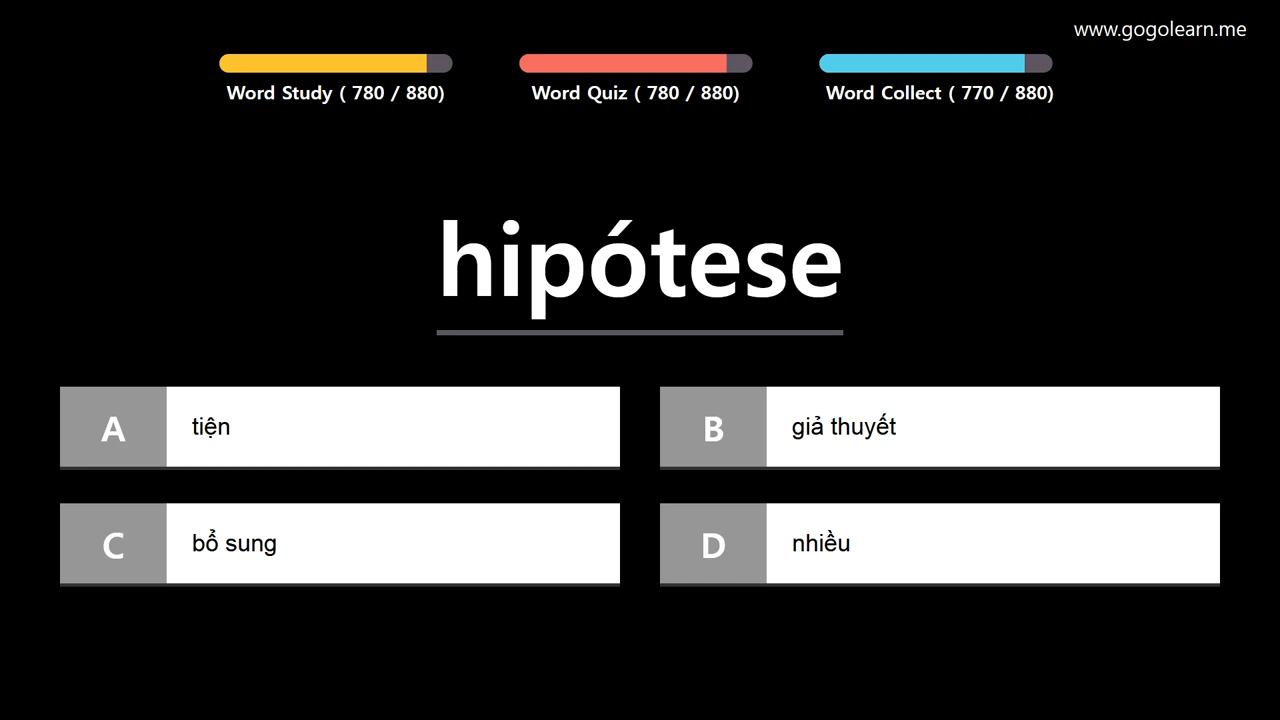 www.gogolearn.me
Word Study ( 780 / 880)
Word Quiz ( 780 / 880)
Word Collect ( 770 / 880)
hipótese
A
tiện
B
giả thuyết
C
bổ sung
D
nhiều